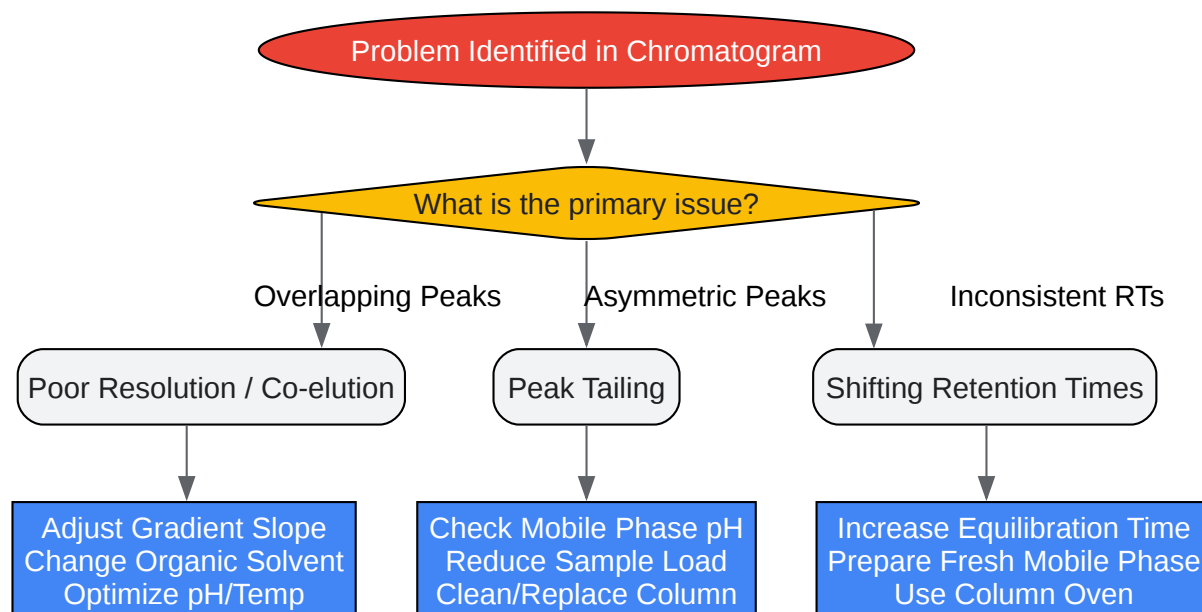 Problem Identified in Chromatogram
What is the primary issue?
Overlapping Peaks
Asymmetric Peaks
Inconsistent RTs
Poor Resolution / Co-elution
Peak Tailing
Shifting Retention Times
Adjust Gradient Slope
Change Organic Solvent
Optimize pH/Temp
Check Mobile Phase pH
Reduce Sample Load
Clean/Replace Column
Increase Equilibration Time
Prepare Fresh Mobile Phase
Use Column Oven